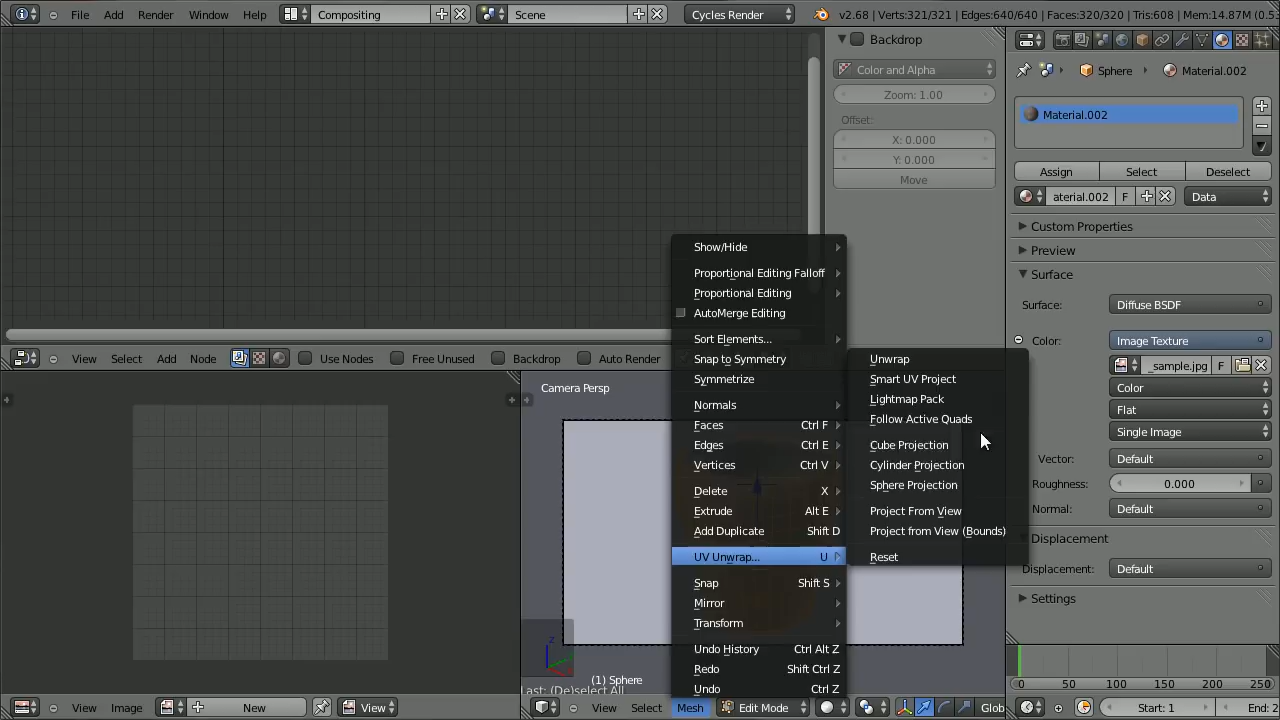 File Add Render Window Help Compositing Scene Cycles Render v2.68 | Verts:321/321 | Edges:640/640 | Faces:320/320 | Tris:608 | Mem:14.87M
Backdrop
Color and Alpha
Zoom: 1.00
Offset:
X: 0.000
Y: 0.000
Move
Sphere Material.002
Material.002
Assign Select Deselect
aterial.002 F Data
Custom Properties
Preview
Surface
Surface: Diffuse BSDF
Color: Image Texture
_sample.jpg F
Color
Flat
Single Image
Vector: Default
Roughness: 0.000
Normal: Default
Displacement
Displacement: Default
Settings
View Select Add Node Use Nodes Free Unused Backdrop Auto Render
Camera Persp
Show/Hide
Proportional Editing Falloff
Proportional Editing
AutoMerge Editing
Sort Elements...
Snap to Symmetry
Symmetrize
Normals
Faces Ctrl F
Edges Ctrl E
Vertices Ctrl V
Delete X
Extrude Alt E
Add Duplicate Shift D
UV Unwrap... U
Snap Shift S
Mirror
Transform
Undo History Ctrl Alt Z
Redo Shift Ctrl Z
Undo Ctrl Z
Unwrap
Smart UV Project
Lightmap Pack
Follow Active Quads
Cube Projection
Cylinder Projection
Sphere Projection
Project From View
Project from View (Bounds)
Reset
z
(1) Sphere
Last: (De)select All
View Image New View
View Select Mesh Edit Mode Glob
0 50 100 150 200 250
Start: 1 End: 2